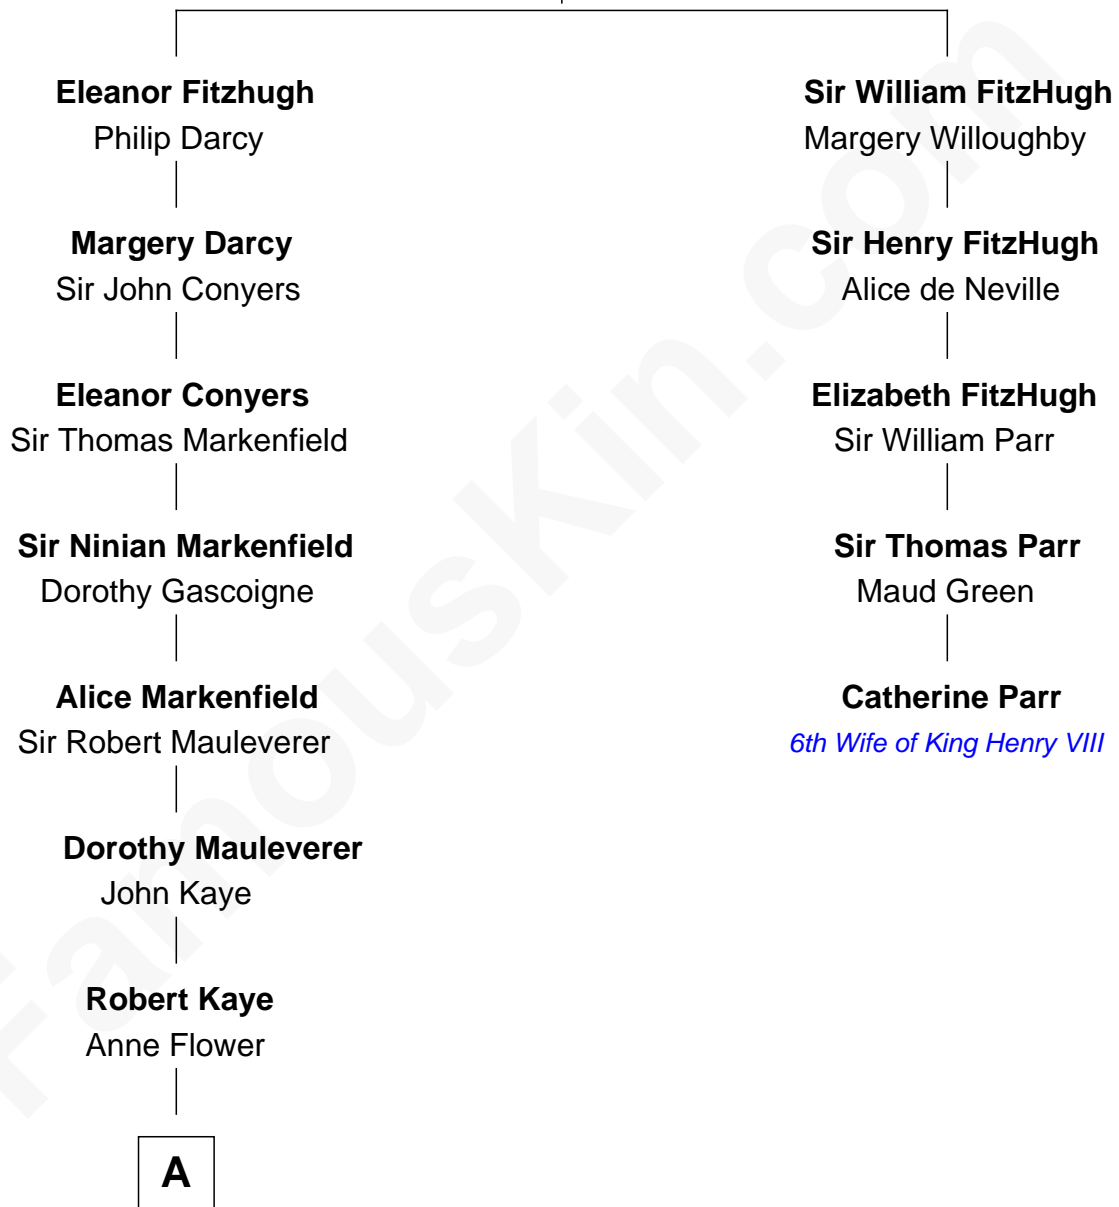 Eleanor Fitzhugh
Philip Darcy
Margery Darcy
Sir John Conyers
Eleanor Conyers
Sir Thomas Markenfield
Sir Ninian Markenfield
Dorothy Gascoigne
Alice Markenfield
Sir Robert Mauleverer
Dorothy Mauleverer
John Kaye
Robert Kaye
Anne Flower
A
Sir William FitzHugh
Margery Willoughby
Sir Henry FitzHugh
Alice de Neville
Elizabeth FitzHugh
Sir William Parr
Sir Thomas Parr
Maud Green
Catherine Parr
6th Wife of King Henry VIII
FamousKin.com